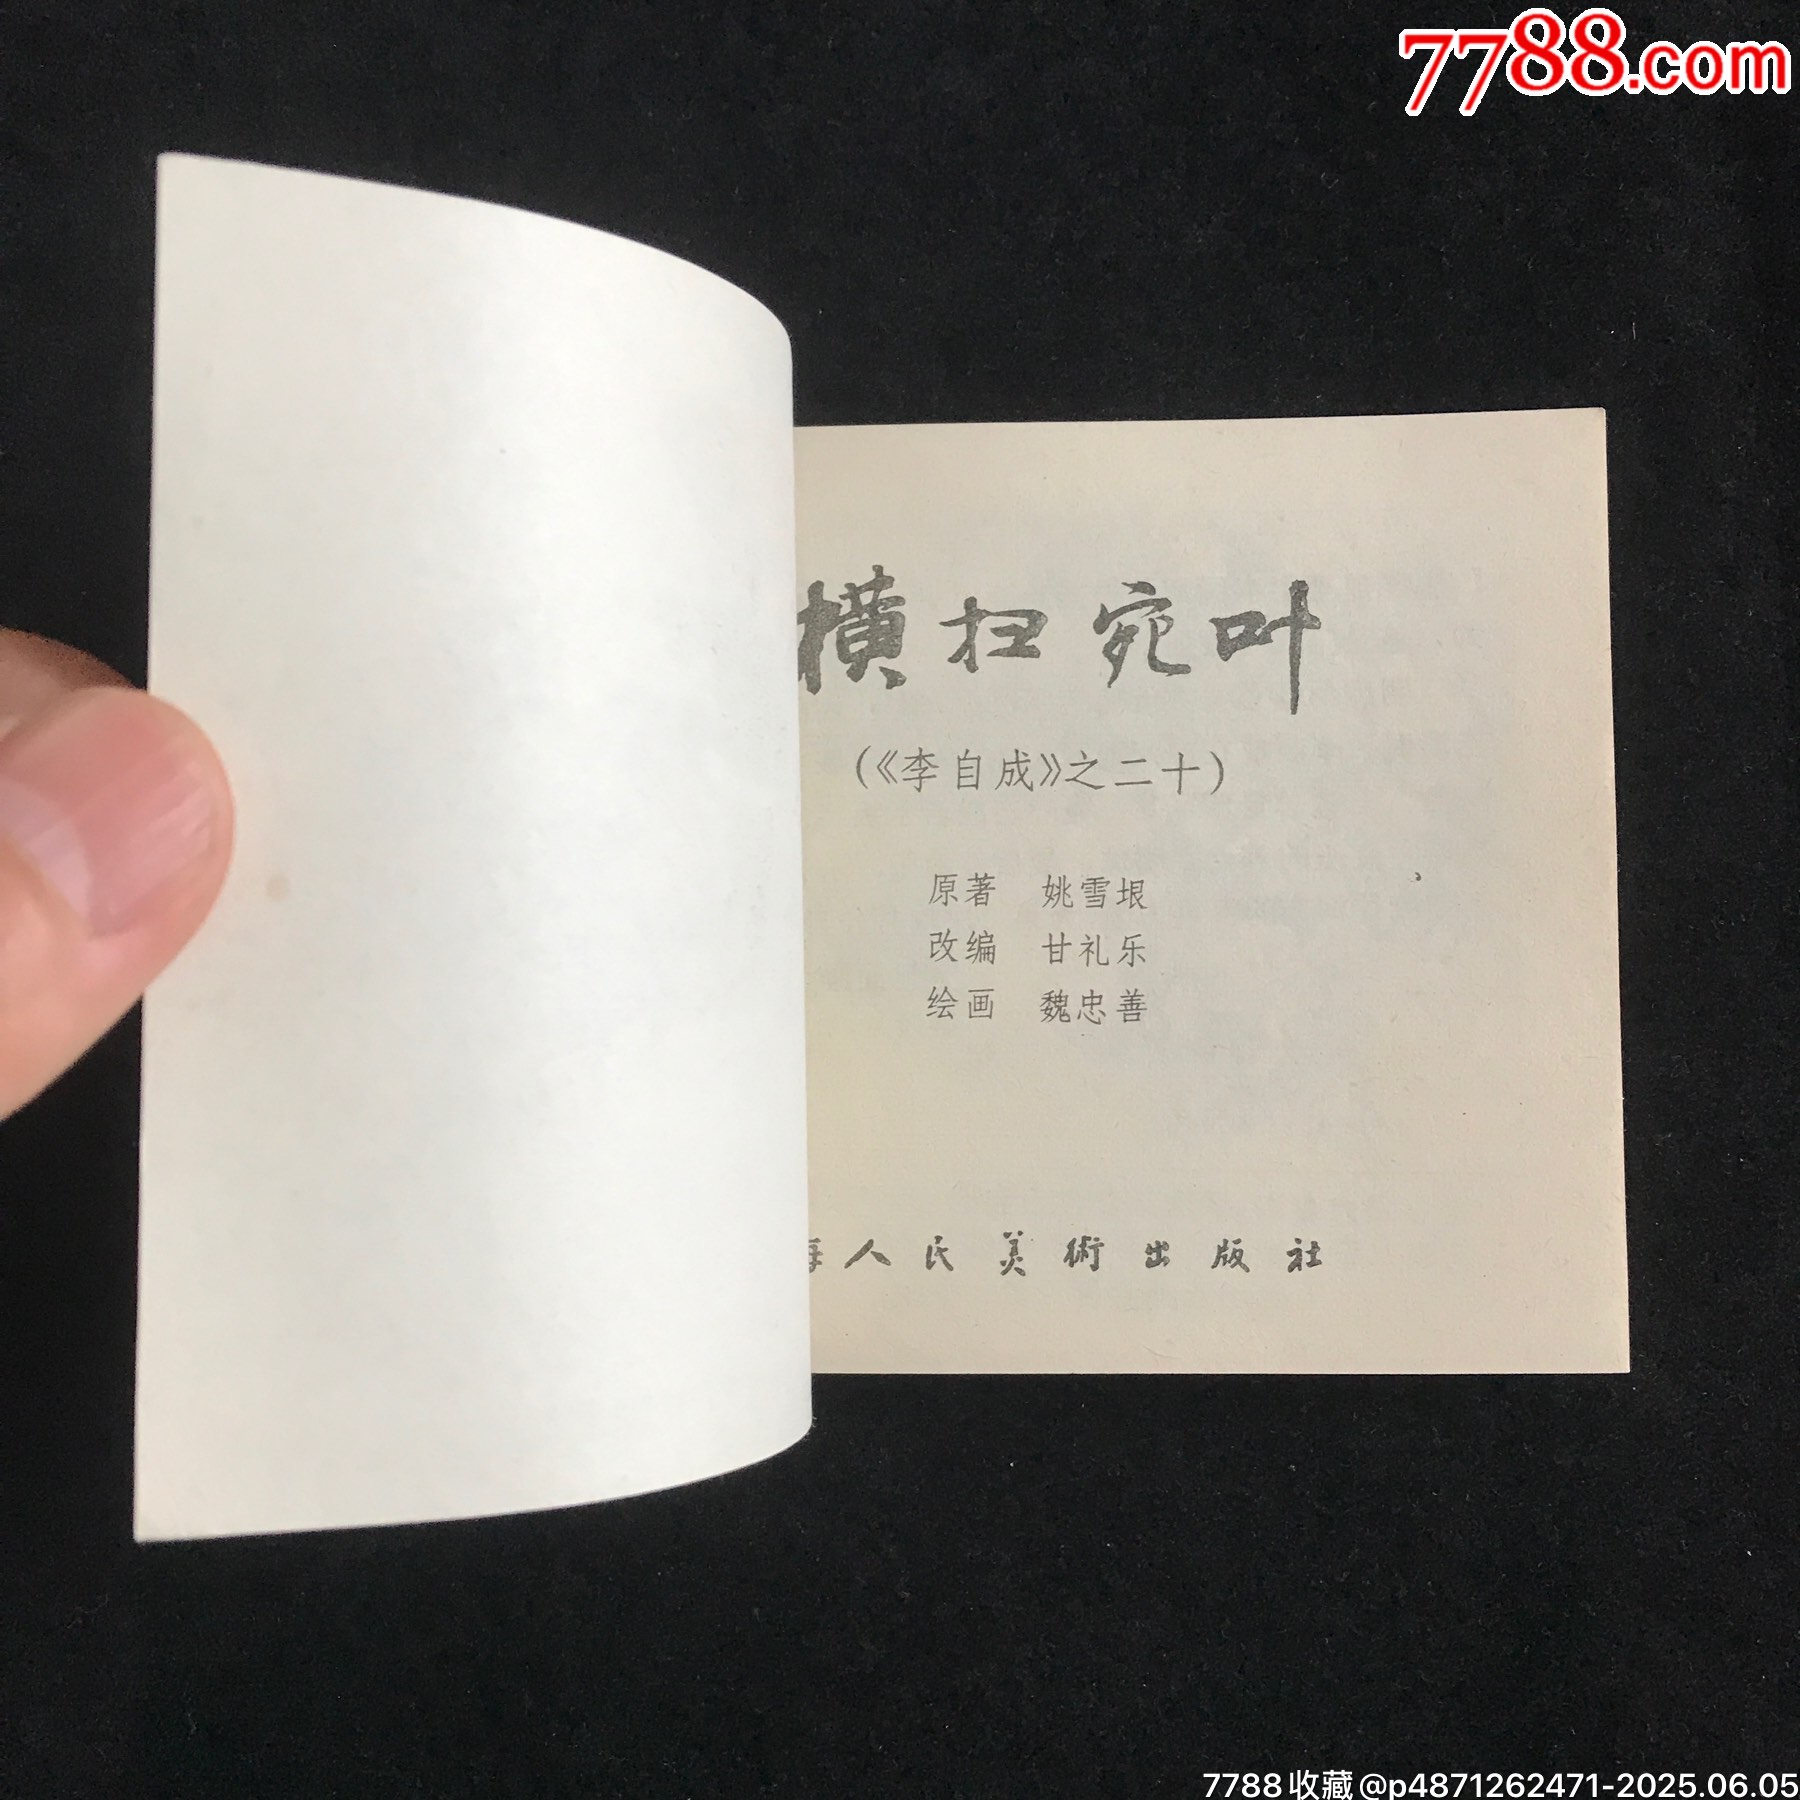 7788.com
横扫宛叶
(《李自成》之二十)
原著 姚雪垠
改编 甘礼乐
绘画 魏忠善
海人民美術出版社
7788收藏@p4871262471-2025.06.05